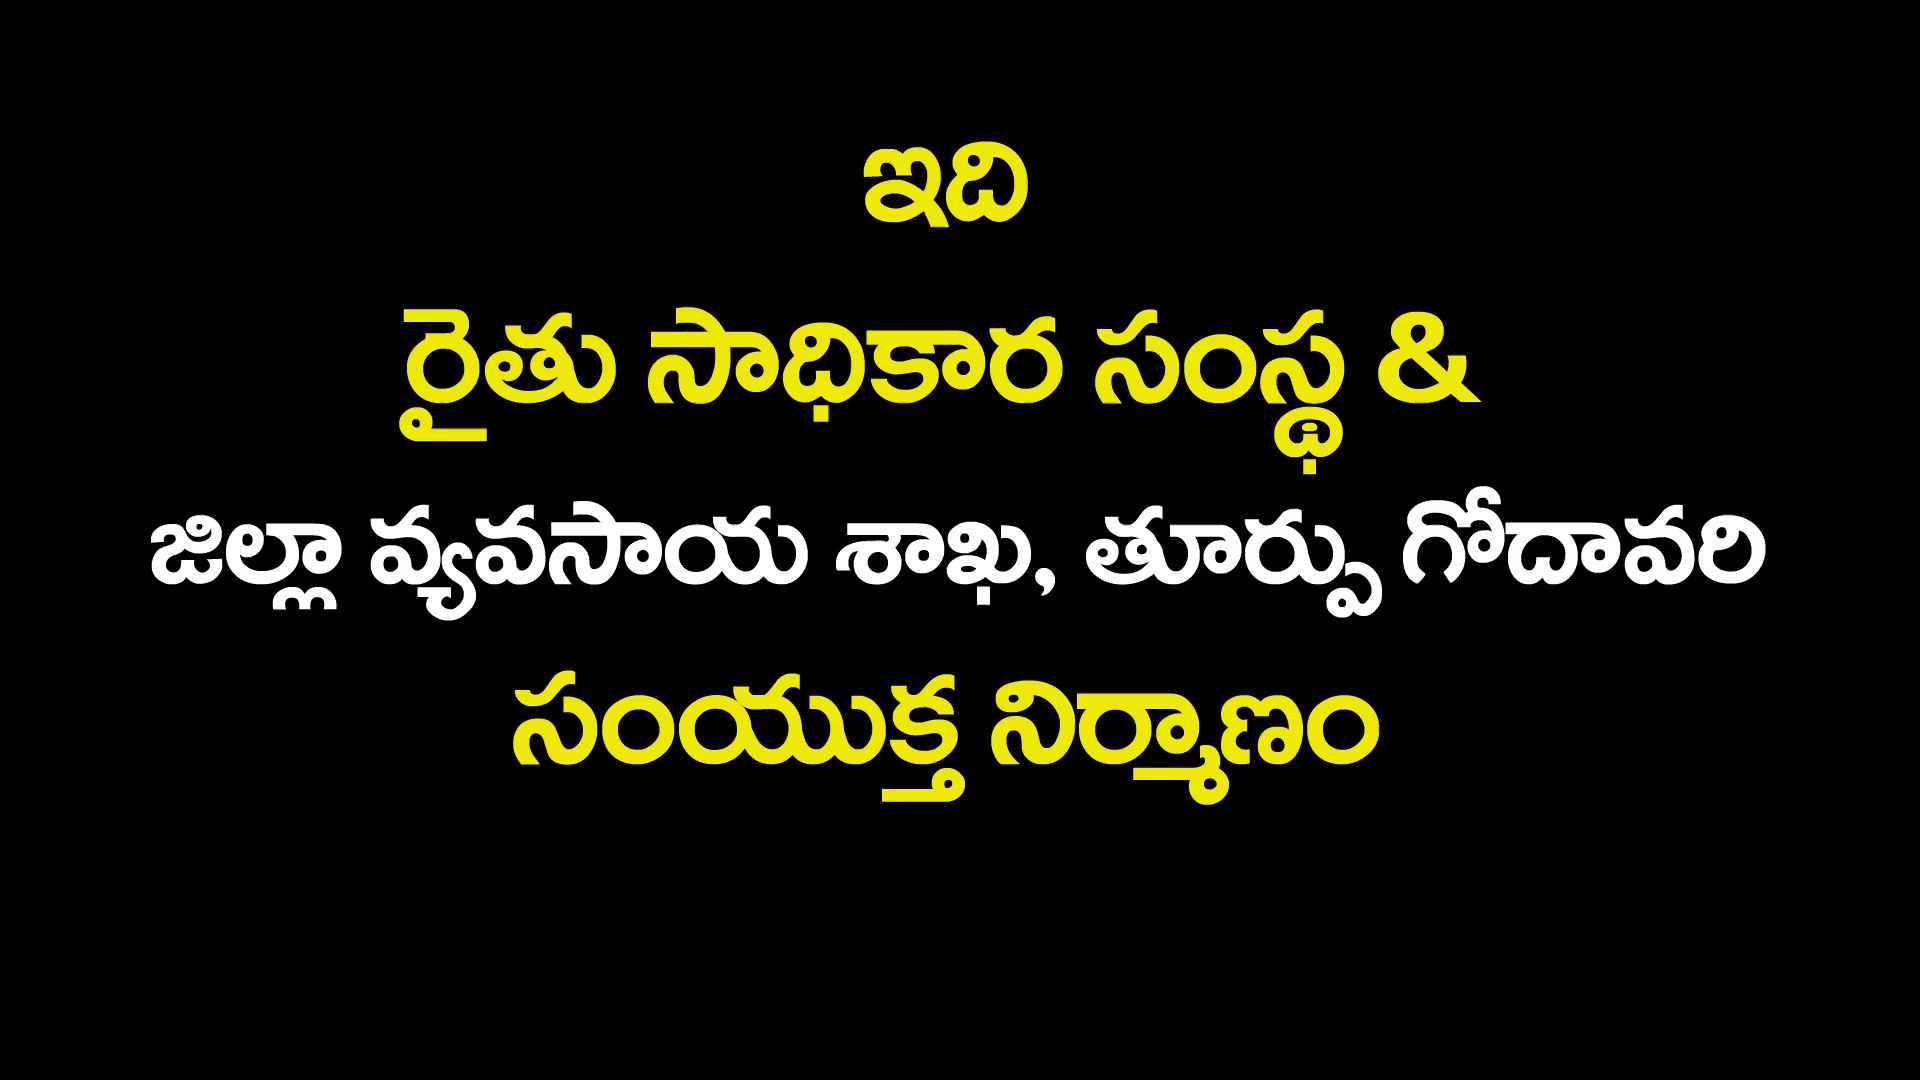 ఇది
రైతు సాధికార సంస్థ &
జిల్లా వ్యవసాయ శాఖ, తూర్పు గోదావరి
సంయుక్త నిర్మాణం